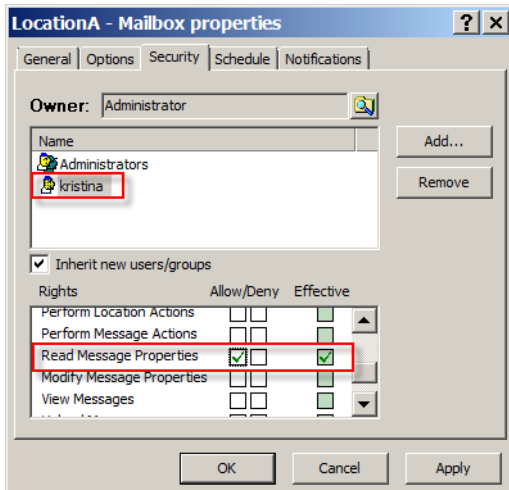 LocationA - Mailbox properties
General Options Security Schedule Notifications
Owner: Administrator
Name
Add...
Administrators
kristina
Remove
Inherit new users/groups
Rights Allow/Deny Effective
Perform Location Actions
Perform Message Actions
Read Message Properties
Modify Message Properties
View Messages
OK Cancel Apply